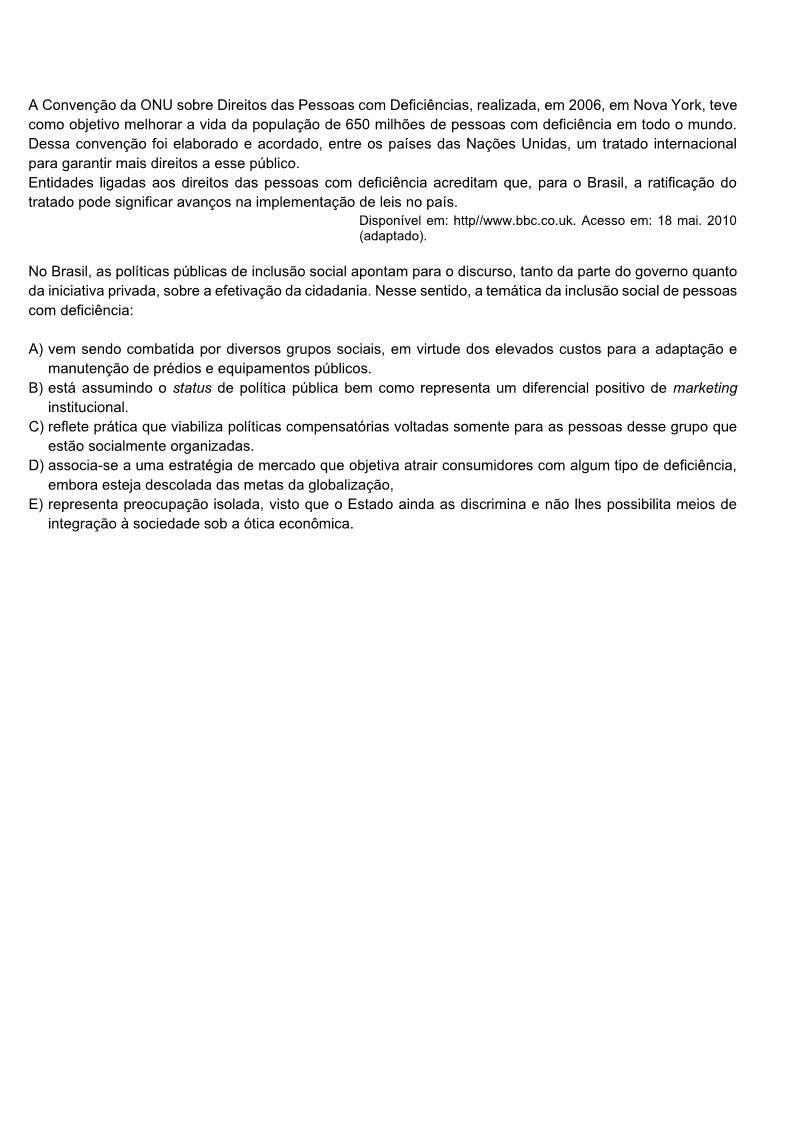 A Convenção da ONU sobre Direitos das Pessoas com Deficiências, realizada, em 2006, em Nova York, teve
como objetivo melhorar a vida da população de 650 milhões de pessoas com deficiência em todo o mundo.
Dessa convenção foi elaborado e acordado, entre os países das Nações Unidas, um tratado internacional
para garantir mais direitos a esse público.
Entidades ligadas aos direitos das pessoas com deficiência acreditam que, para o Brasil, a ratificação do
tratado pode significar avanços na implementação de leis no país.
Disponível em: http//www.bbc.co.uk. Acesso em: 18 mai. 2010
(adaptado).
No Brasil, as políticas públicas de inclusão social apontam para o discurso, tanto da parte do governo quanto
da iniciativa privada, sobre a efetivação da cidadania. Nesse sentido, a temática da inclusão social de pessoas
com deficiência:
A) vem sendo combatida por diversos grupos sociais, em virtude dos elevados custos para a adaptação e
manutenção de prédios e equipamentos públicos.
B) está assumindo o status de política pública bem como representa um diferencial positivo de marketing
institucional.
C) reflete prática que viabiliza políticas compensatórias voltadas somente para as pessoas desse grupo que
estão socialmente organizadas.
D) associa-se a uma estratégia de mercado que objetiva atrair consumidores com algum tipo de deficiência,
embora esteja descolada das metas da globalização,
E) representa preocupação isolada, visto que o Estado ainda as discrimina e não lhes possibilita meios de
integração à sociedade sob a ótica econômica.